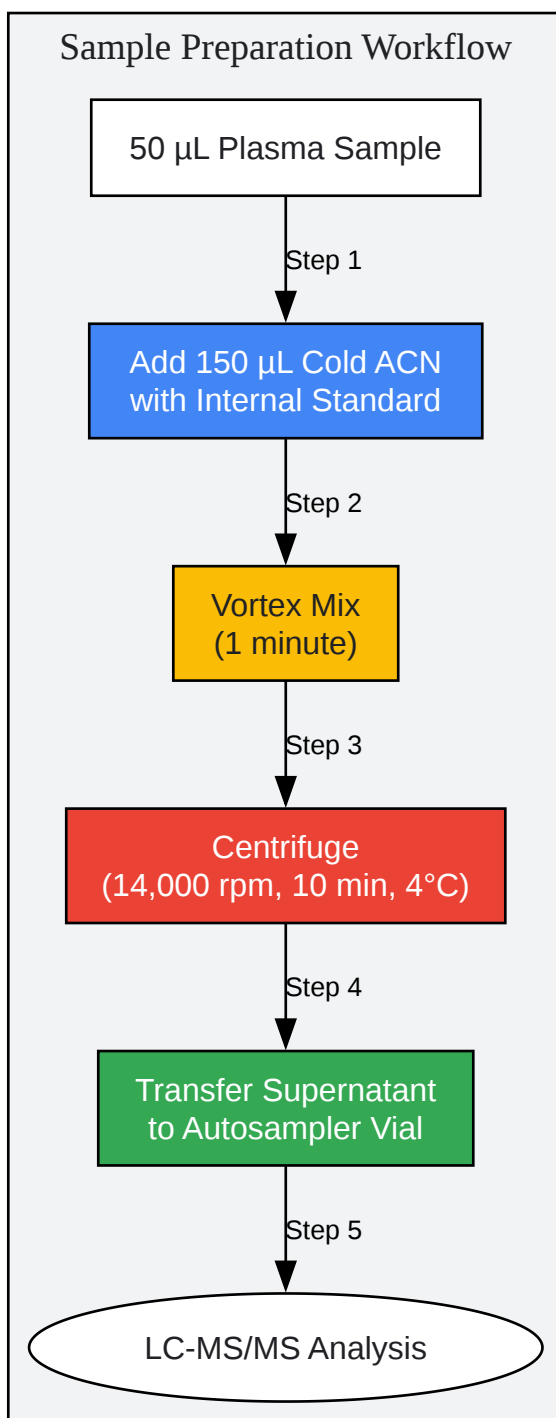 Sample Preparation Workflow
50 µL Plasma Sample
Step 1
Add 150 µL Cold ACN
with Internal Standard
Step 2
Vortex Mix
(1 minute)
Step 3
Centrifuge
(14,000 rpm, 10 min, 4°C)
Step 4
Transfer Supernatant
to Autosampler Vial
Step 5
LC-MS/MS Analysis